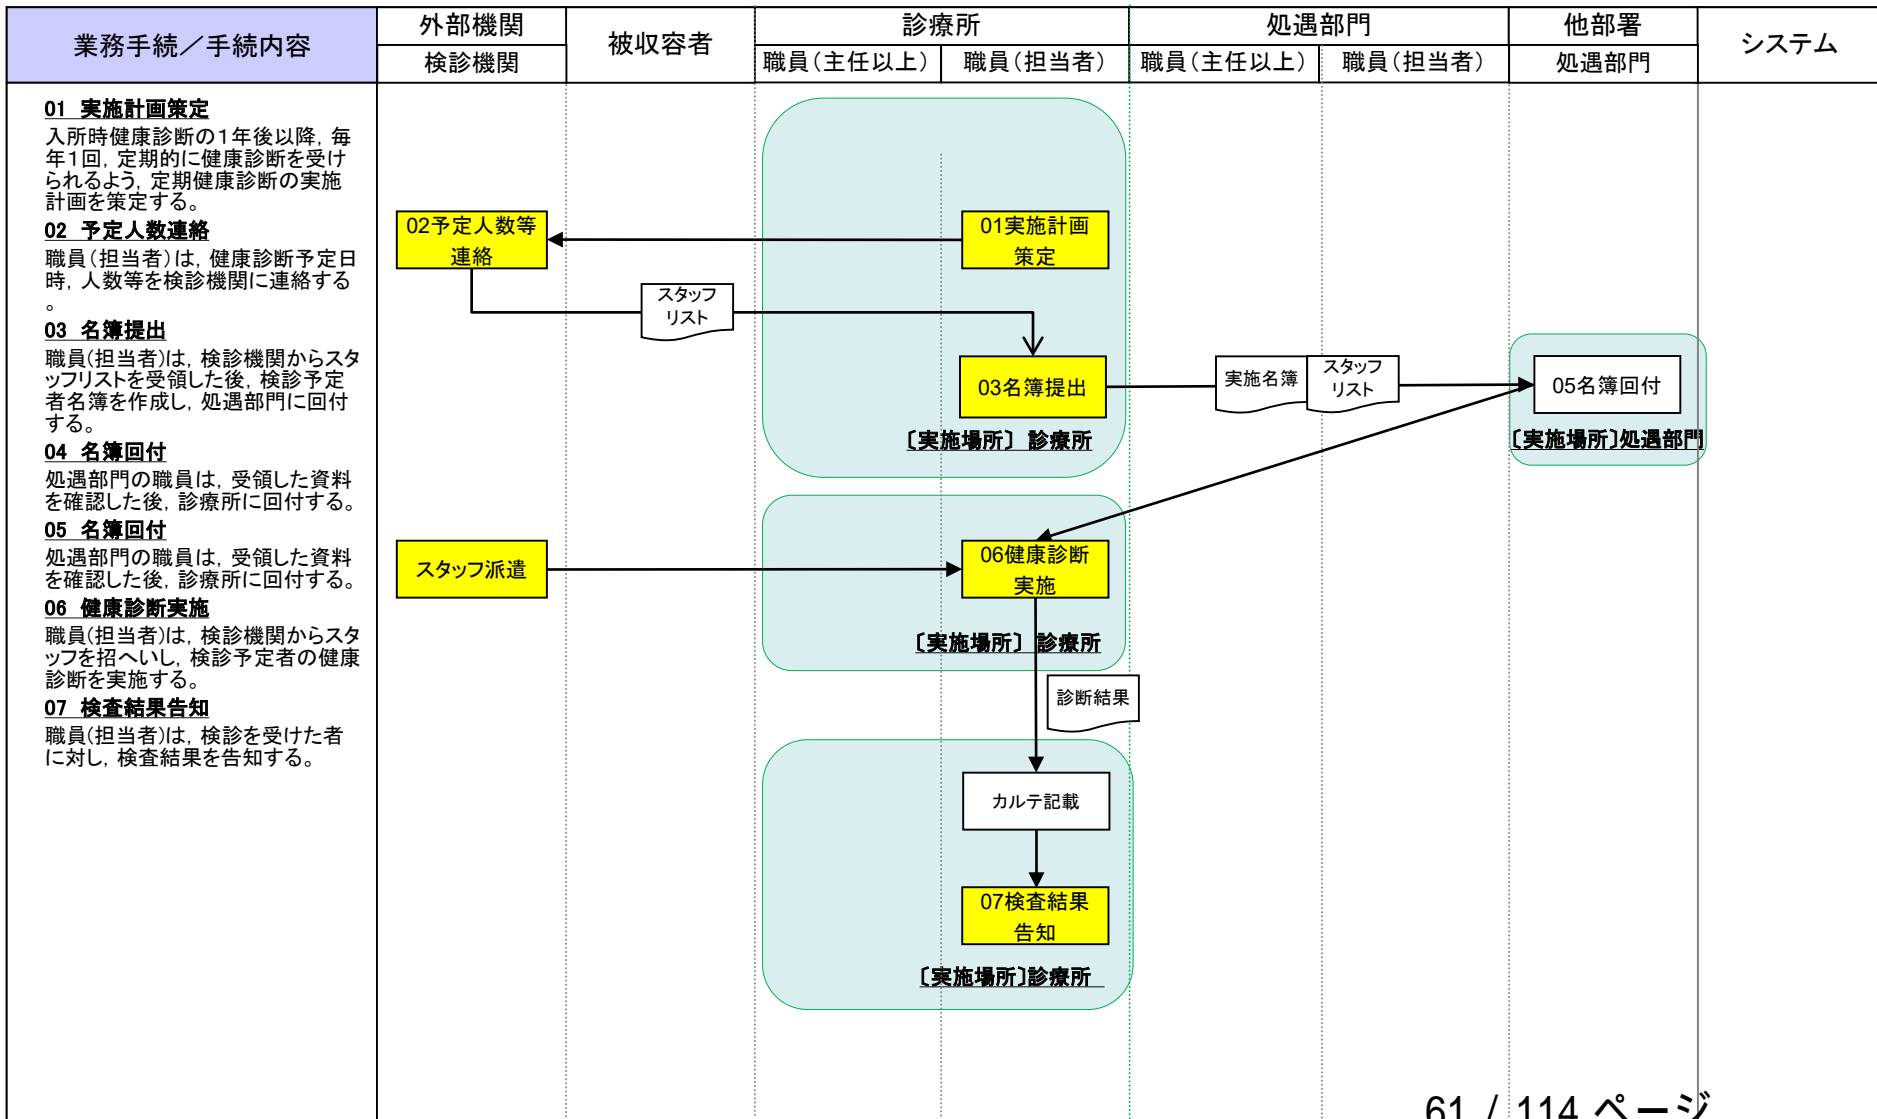 業務手続／手続内容
外部機関
検診機関
被収容者
診療所
職員（主任以上）
職員（担当者）
処遇部門
職員（主任以上）
職員（担当者）
他部署
処遇部門
システム
01 実施計画策定
入所時健康診断の１年後以降，毎
年１回，定期的に健康診断を受け
られるよう，定期健康診断の実施
計画を策定する。
02 予定人数連絡
職員（担当者）は，健康診断予定日
時，人数等を検診機関に連絡する
。
03 名簿提出
職員(担当者)は，検診機関からスタ
ッフリストを受領した後，検診予定
者名簿を作成し，処遇部門に回付
する。
04 名簿回付
処遇部門の職員は，受領した資料
を確認した後，診療所に回付する。
05 名簿回付
処遇部門の職員は，受領した資料
を確認した後，診療所に回付する。
06 健康診断実施
職員(担当者)は，検診機関からスタ
ッフを招へいし，検診予定者の健康
診断を実施する。
07 検査結果告知
職員(担当者)は，検診を受けた者
に対し，検査結果を告知する。
02予定人数等
連絡
01実施計画
策定
スタッフ
リスト
03名簿提出
〔実施場所〕 診療所
実施名簿
スタッフ
リスト
05名簿回付
〔実施場所〕処遇部門
スタッフ派遣
06健康診断
実施
〔実施場所〕 診療所
診断結果
カルテ記載
07検査結果
告知
〔実施場所〕診療所
61 / 114 ページ